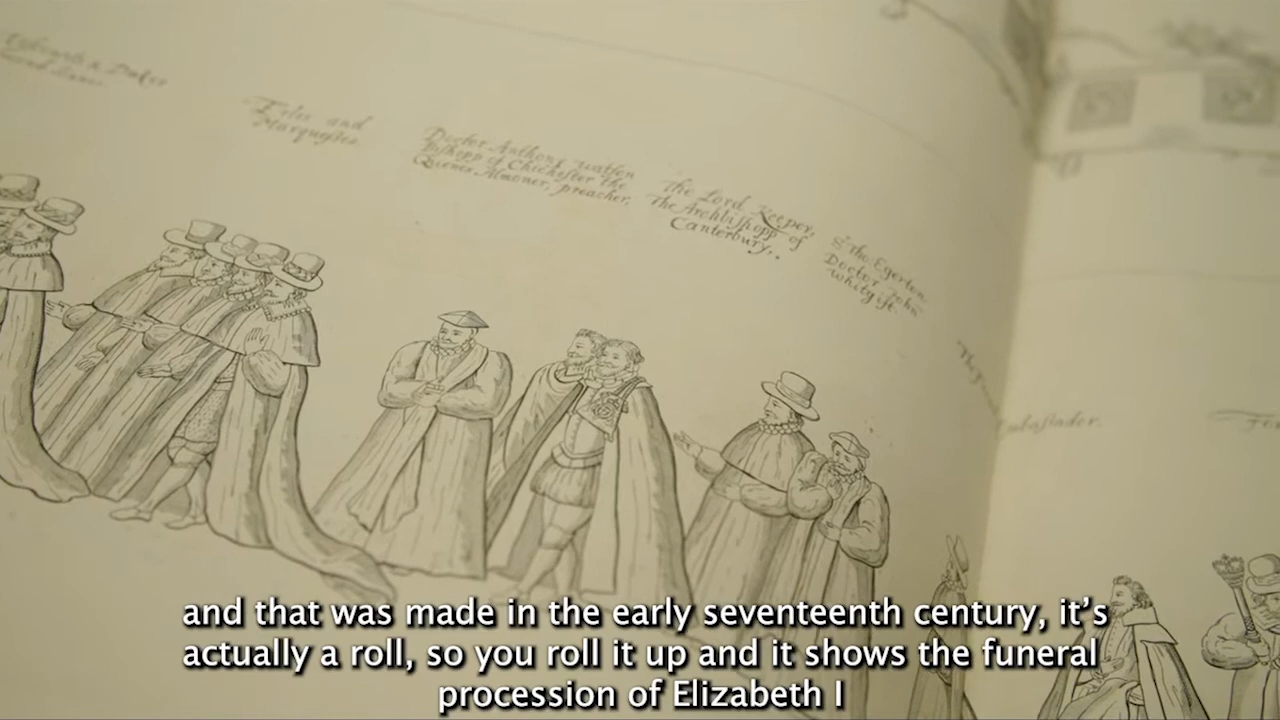 Erles and
Marquesses
Doctor Anthony watson
Bishopp of Chichester the
Queenes Almoner, preacher,
The Lord Keeper,
The Archbishopp of
Canterbury..
Sr. Tho. Egerton
Doctor John
whitgift.
Embassador.
and that was made in the early seventeenth century, it's
actually a roll, so you roll it up and it shows the funeral
procession of Elizabeth I